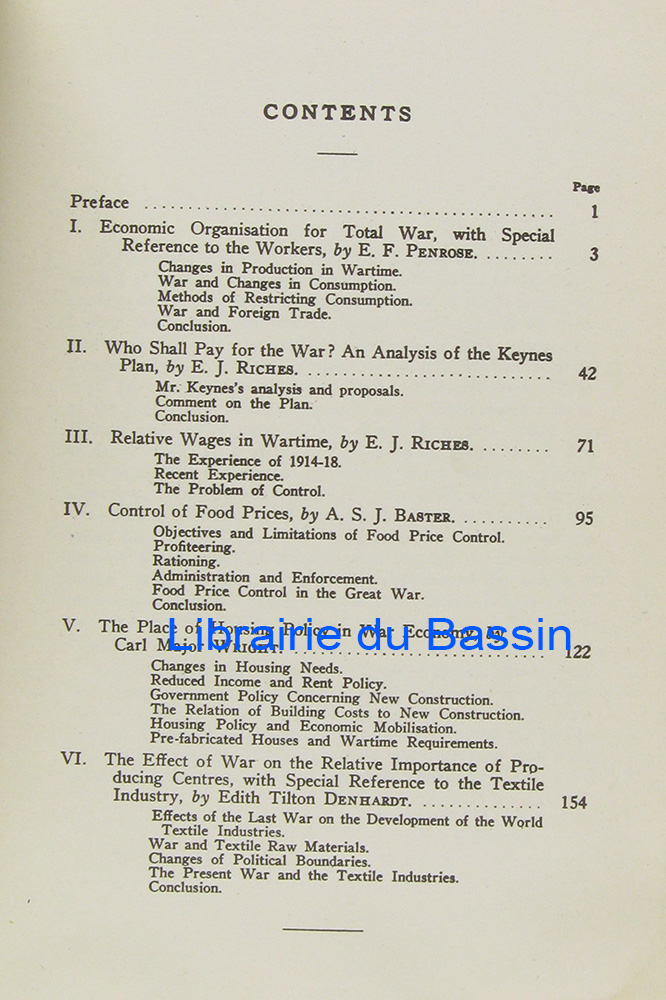 CONTENTS
Page
Preface ................................................ 1
I. Economic Organisation for Total War, with Special
Reference to the Workers, by E. F. PENROSE. ........ 3
Changes in Production in Wartime.
War and Changes in Consumption.
Methods of Restricting Consumption.
War and Foreign Trade.
Conclusion.
II. Who Shall Pay for the War? An Analysis of the Keynes
Plan, by E. J. RICHES. ............................ 42
Mr. Keynes's analysis and proposals.
Comment on the Plan.
Conclusion.
III. Relative Wages in Wartime, by E. J. RICHES. ........ 71
The Experience of 1914-18.
Recent Experience.
The Problem of Control.
IV. Control of Food Prices, by A. S. J. BASTER. .......... 95
Objectives and Limitations of Food Price Control.
Profiteering.
Rationing.
Administration and Enforcement.
Food Price Control in the Great War.
Conclusion.
V. The Place of Housing Policy in War Economy, by
Librairie du Bassin
Carl Major WRIGHT. ............................ 122
Changes in Housing Needs.
Reduced Income and Rent Policy.
Government Policy Concerning New Construction.
The Relation of Building Costs to New Construction.
Housing Policy and Economic Mobilisation.
Pre-fabricated Houses and Wartime Requirements.
VI. The Effect of War on the Relative Importance of Pro-
ducing Centres, with Special Reference to the Textile
Industry, by Edith Tilton DENHARDT. ............. 154
Effects of the Last War on the Development of the World
Textile Industries.
War and Textile Raw Materials.
Changes of Political Boundaries.
The Present War and the Textile Industries.
Conclusion.